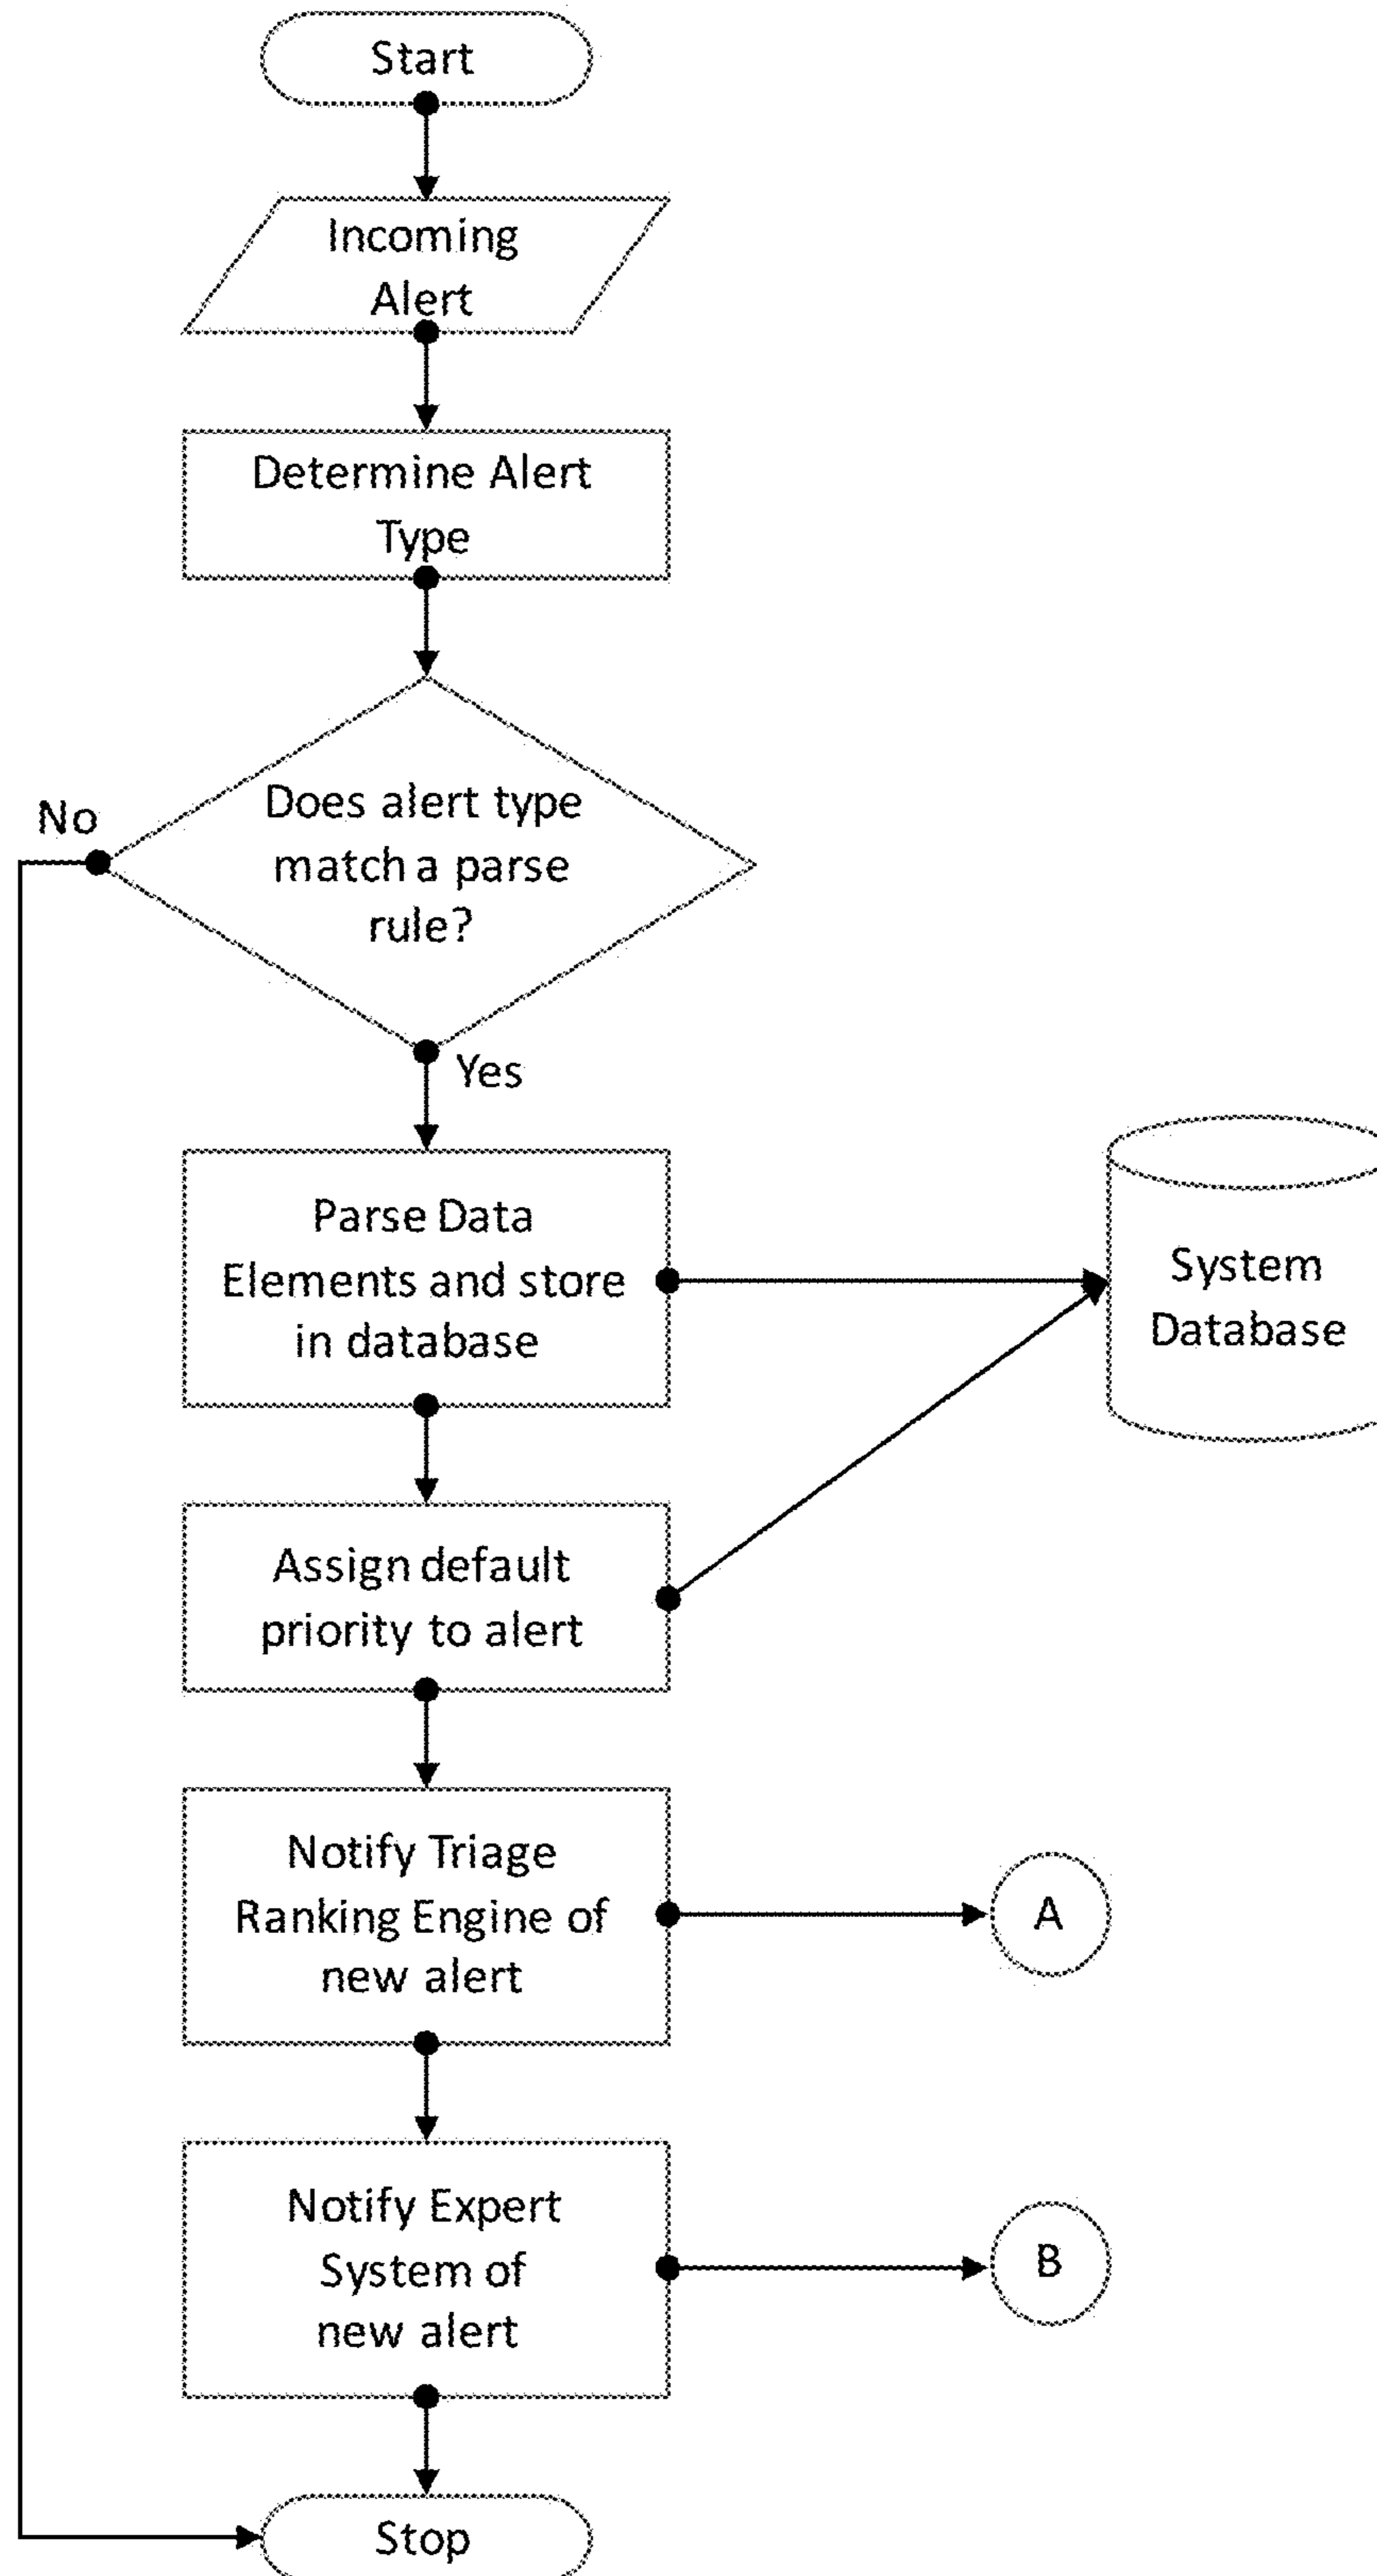 Start
Incoming
Alert
Determine Alert
Type
No
Does alert type
match a parse
rule?
Yes
Parse Data
Elements and store
in database
System
Database
Assign default
priority to alert
Notify Triage
Ranking Engine of
new alert
A
Notify Expert
System of
new alert
B
Stop